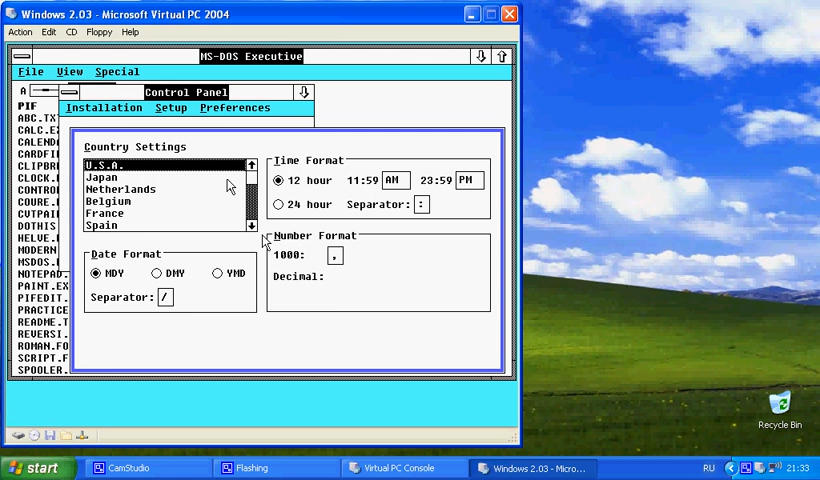 Windows 2.03 - Microsoft Virtual PC 2004
Action Edit CD Floppy Help
MS-DOS Executive
File View Special
A
Control Panel
Installation Setup Preferences
PIF
ABC.TX
CALC.E
CALEND
CARDFI
CLIPBR
CLOCK.
CONTRO
COURE.
CVTPAI
DOTHIS
HELVE.
MODERN
MSDOS.
NOTEPAD
PAINT.EX
PIFEDIT.
PRACTICE
README.T
REVERSI.
ROMAN.FO
SCRIPT.F
SPOOLER.
Country Settings
U.S.A.
Japan
Netherlands
Belgium
France
Spain
Time Format
12 hour 11:59 AM 23:59 PM
24 hour Separator: :
Date Format
MDY DMY YMD
Separator: /
Number Format
1000: ,
Decimal:
Recycle Bin
start CamStudio Flashing Virtual PC Console Windows 2.03 - Micro... RU 21:33